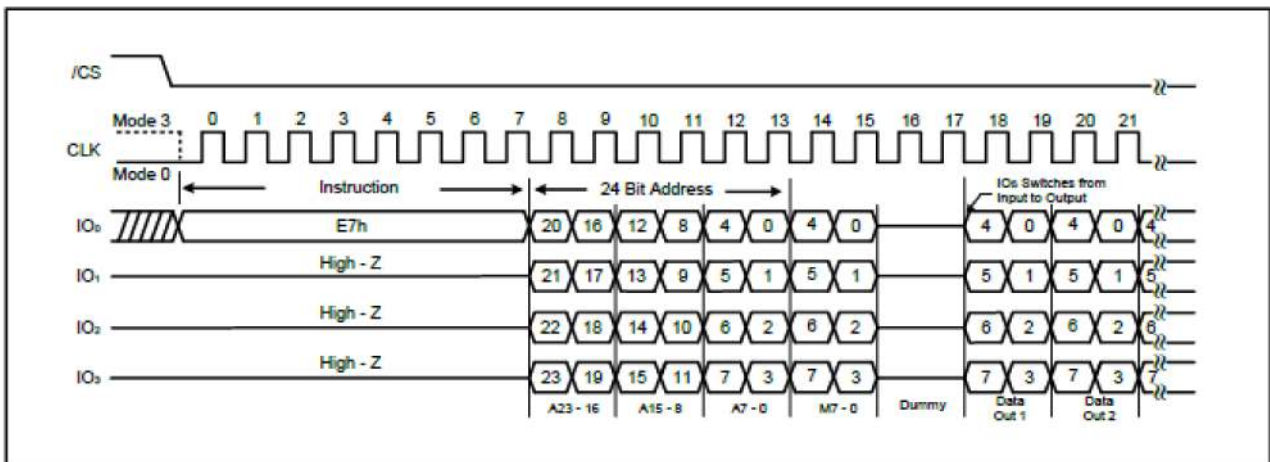 /CS
Mode 3 0 1 2 3 4 5 6 7 8 9 10 11 12 13 14 15 16 17 18 19 20 21
CLK
Mode 0
Instruction 24 Bit Address IOs Switches from
Input to Output
IO₀ E7h 20 16 12 8 4 0 4 0 4 0 4 0 4
High - Z
IO₁ 21 17 13 9 5 1 5 1 5 1 5 1 5
High - Z
IO₂ 22 18 14 10 6 2 6 2 6 2 6 2 6
High - Z
IO₃ 23 19 15 11 7 3 7 3 7 3 7 3 7
A23 - 16 A15 - 8 A7 - 0 M7 - 0 Dummy Data Data
Out 1 Out 2